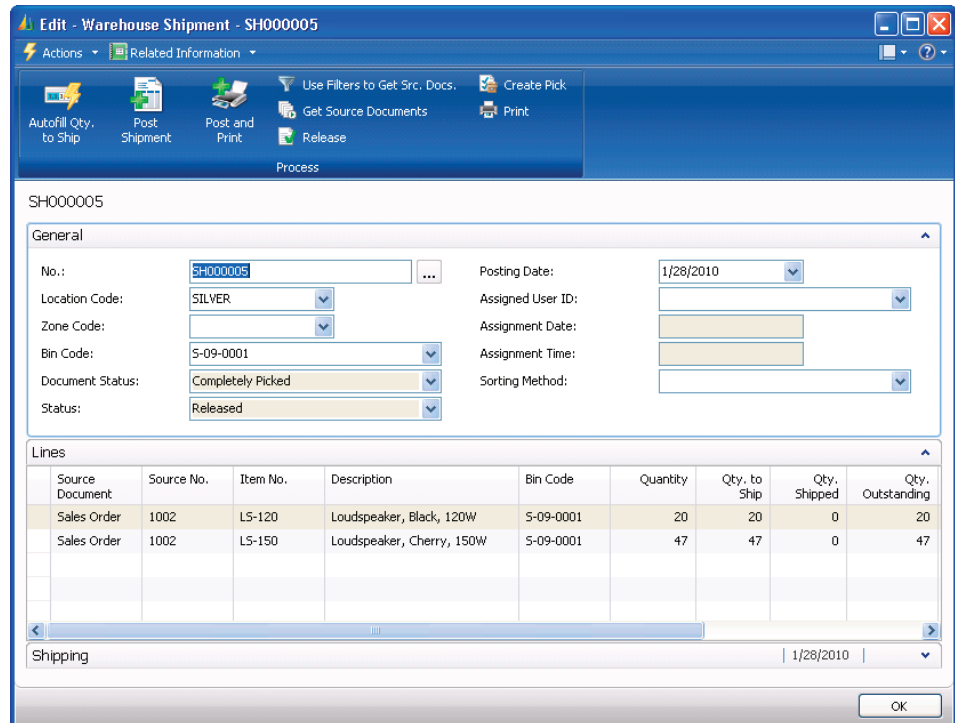 Edit - Warehouse Shipment - SH000005
Actions Related Information
Autofill Qty. to Ship
Post Shipment
Post and Print
Use Filters to Get Src. Docs.
Get Source Documents
Release
Create Pick
Print
Process
SH000005
General
No.: SH000005 ...
Location Code: SILVER
Zone Code:
Bin Code: S-09-0001
Document Status: Completely Picked
Status: Released
Posting Date: 1/28/2010
Assigned User ID:
Assignment Date:
Assignment Time:
Sorting Method:
Lines
Source Document Source No. Item No. Description Bin Code Quantity Qty. to Ship Qty. Shipped Qty. Outstanding
Sales Order 1002 LS-120 Loudspeaker, Black, 120W S-09-0001 20 20 0 20
Sales Order 1002 LS-150 Loudspeaker, Cherry, 150W S-09-0001 47 47 0 47
Shipping 1/28/2010
OK